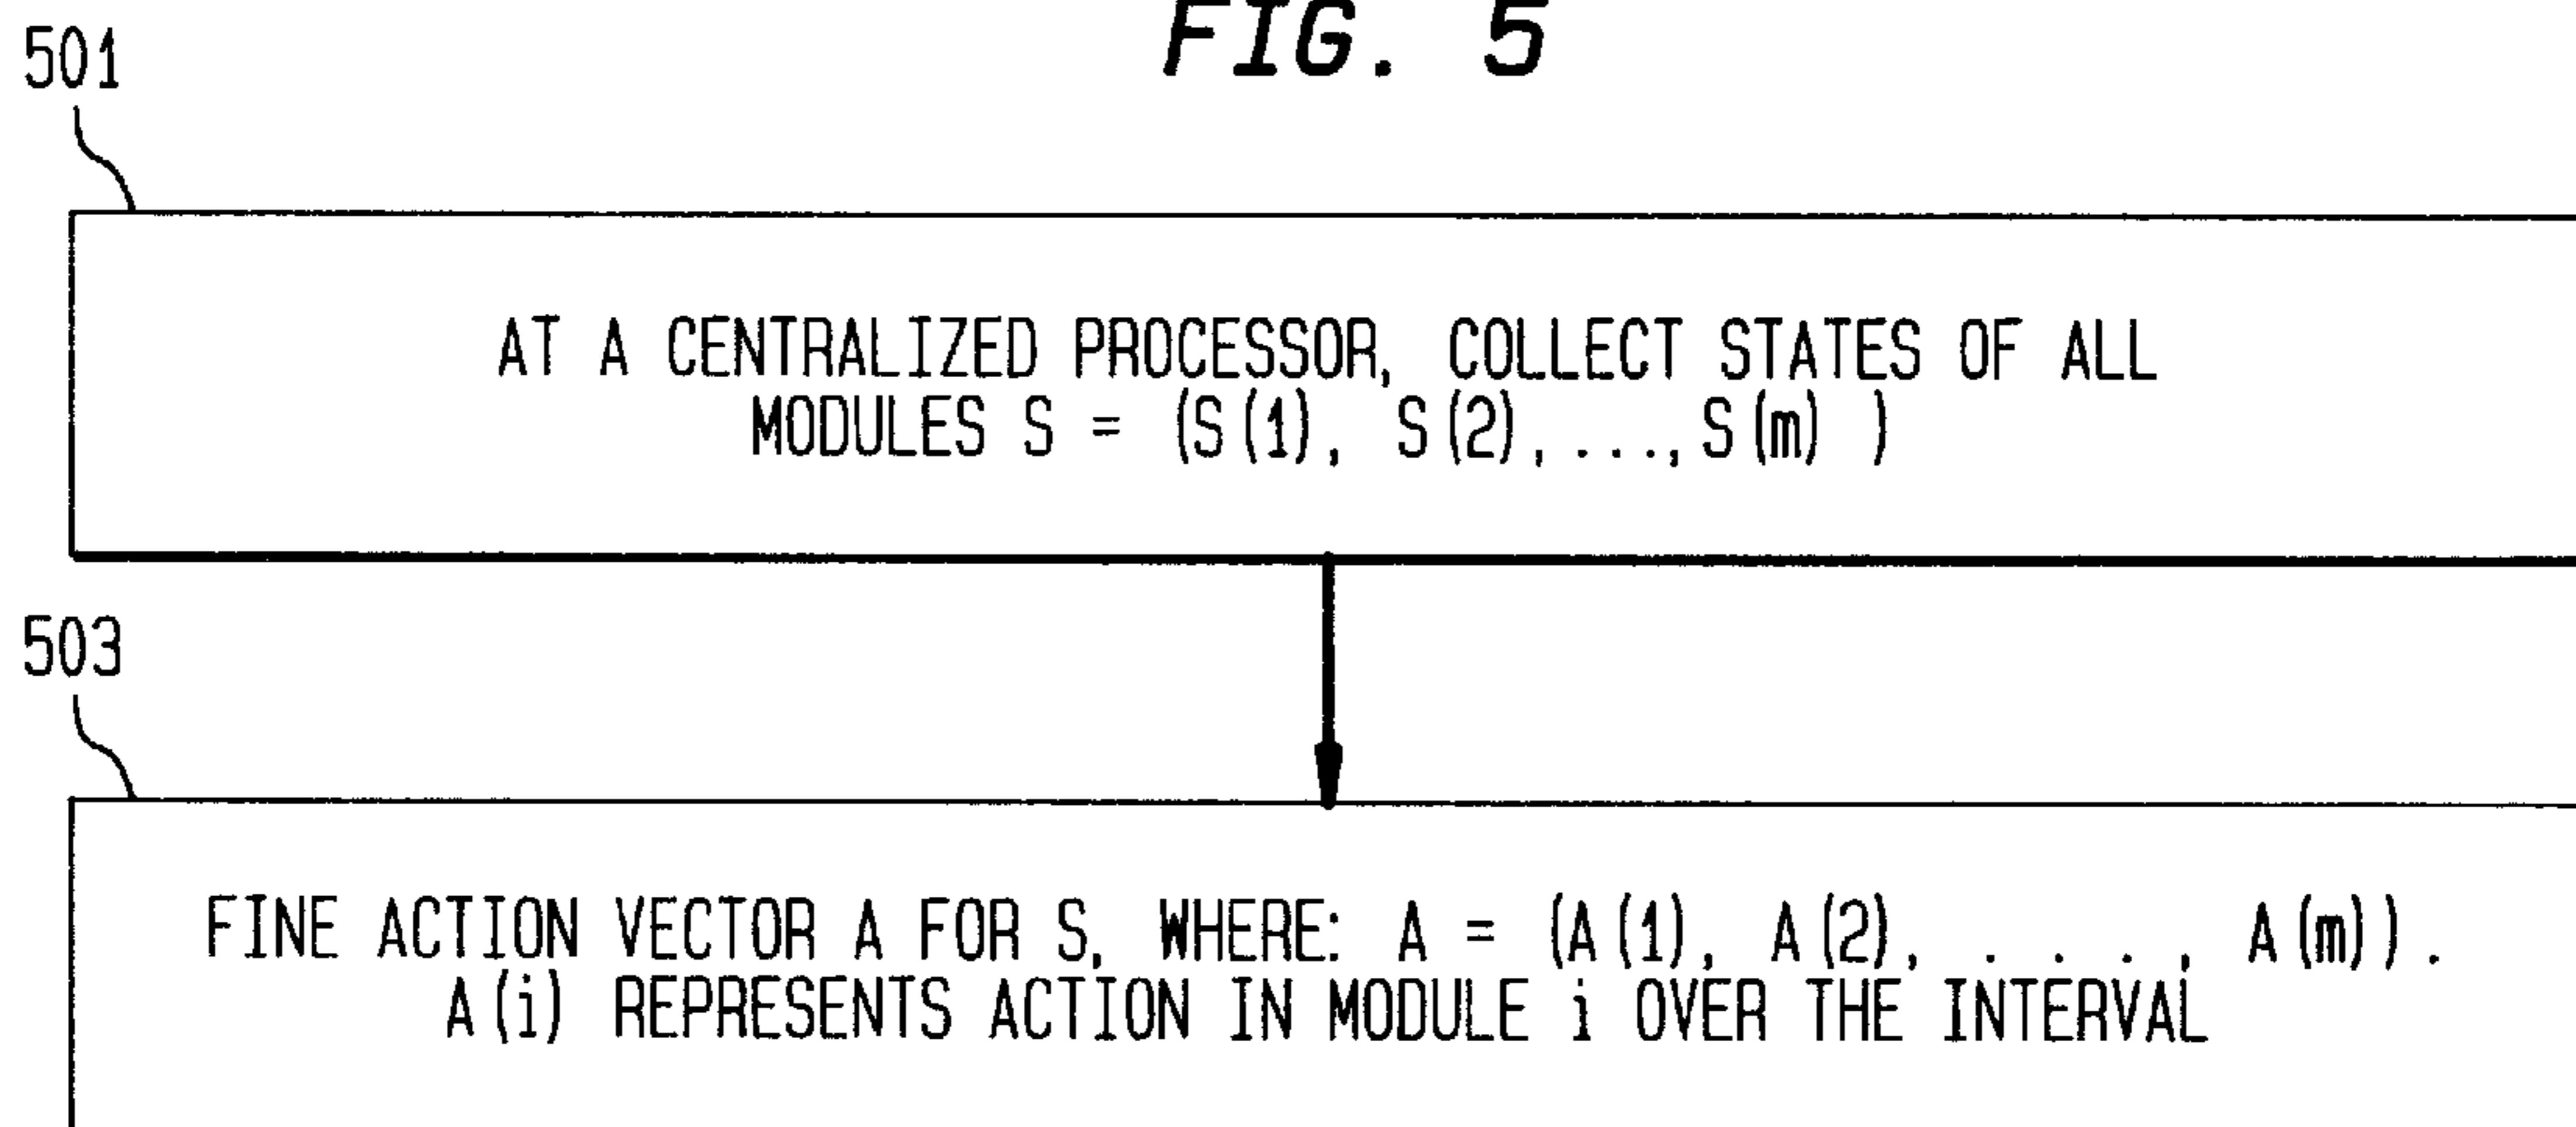 FIG. 5
501
AT A CENTRALIZED PROCESSOR, COLLECT STATES OF ALL
MODULES S = (S(1), S(2),...,S(m) )
503
FINE ACTION VECTOR A FOR S, WHERE: A = (A(1), A(2), . . . , A(m)).
A(i) REPRESENTS ACTION IN MODULE i OVER THE INTERVAL